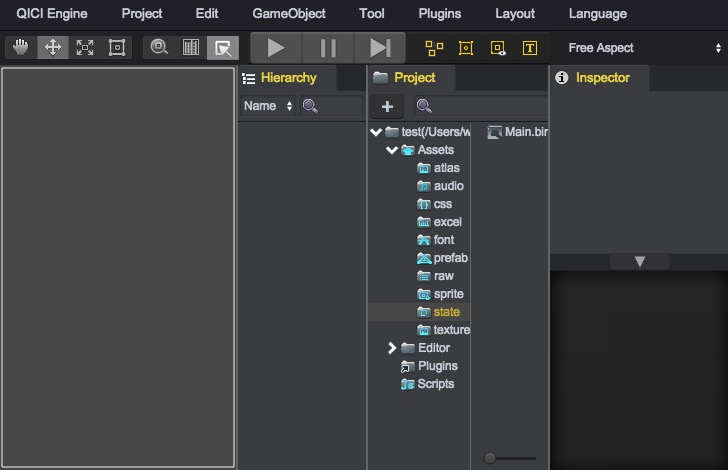 QICI Engine Project Edit GameObject Tool Plugins Layout Language
T Free Aspect
Hierarchy Project Inspector
Name
test(/Users/w Main.bin
Assets
atlas
audio
css
excel
font
prefab
raw
sprite
state
texture
Editor
Plugins
Scripts